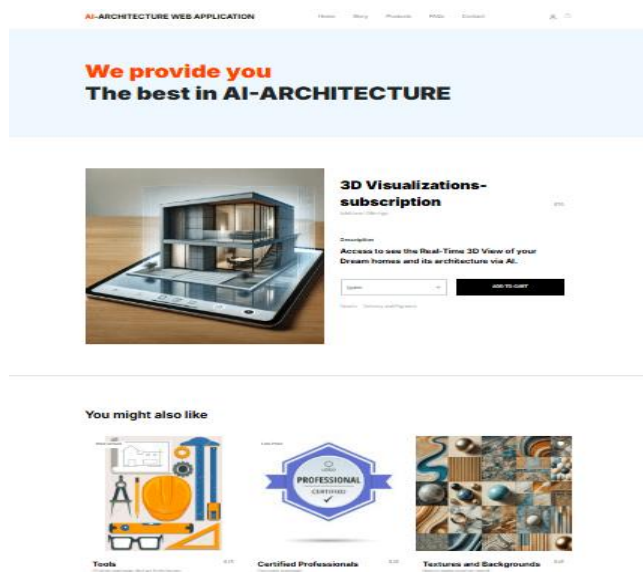 AI-ARCHITECTURE WEB APPLICATION
Home Story Products FAQs Contact
We provide you
The best in AI-ARCHITECTURE
3D Visualizations-
subscription
Description
Access to see the Real-Time 3D View of your
Dream homes and its architecture via AI.
ADD TO CART
You might also like
PROFESSIONAL
CERTIFIED
Tools
Certified Professionals
Textures and Backgrounds